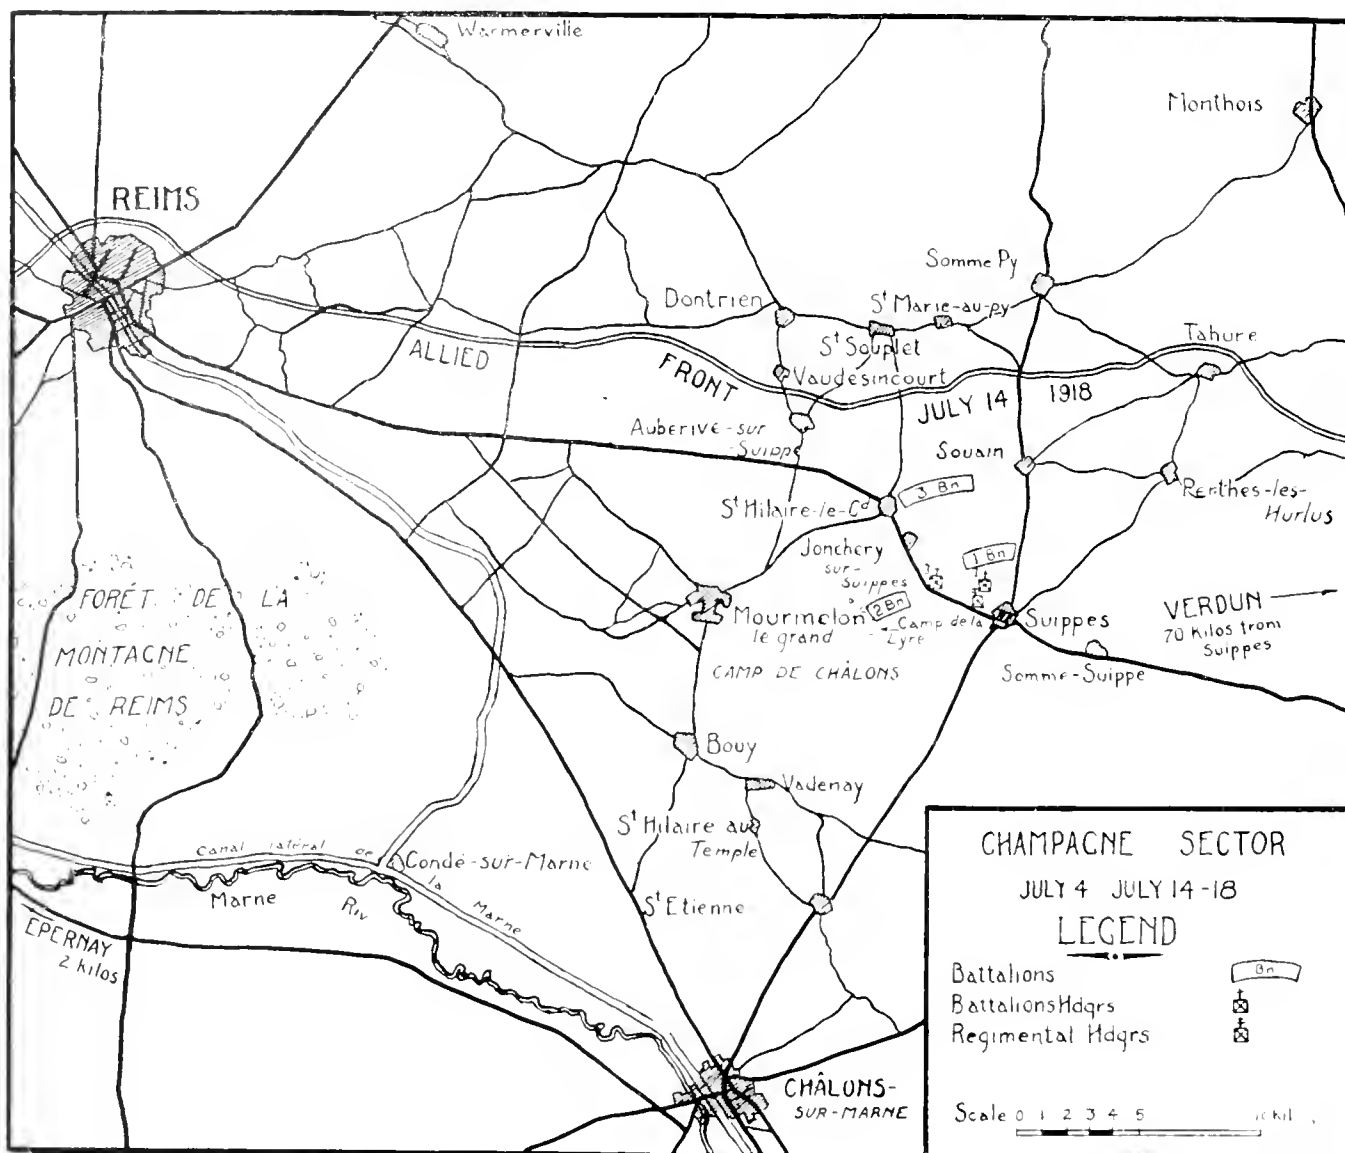 Warmerville
Monthois
REIMS
Somme Py
Dontrien
St Marie-au-py
Tahure
St Souplet
ALLIED FRONT JULY 14 1918
Vaudesincourt
Auberive-sur
-Suippe
Souain
3 Bn
St Hilaire-le-Cd
Perthes-les-
Hurlus
Jonchery
sur-
Suippes
3
1 Bn
FORÊT DE LA
MONTAGNE
DE REIMS
2 Bn
Mourmelon
le grand
Camp de la
Lyre
Suippes
VERDUN
70 Kilos from
Suippes
CAMP DE CHÂLONS
Somme-Suippe
Bouy
Vadenay
St Hilaire au
Temple
Canal latéral de la Marne
Condé-sur-Marne
Marne Riv
St Etienne
EPERNAY
2 kilos
CHÂLONS-
SUR-MARNE
CHAMPAGNE SECTOR
JULY 4 JULY 14-18
LEGEND
Battalions Bn
Battalions Hdqrs
Regimental Hdqrs
Scale 0 1 2 3 4 5 10 kil